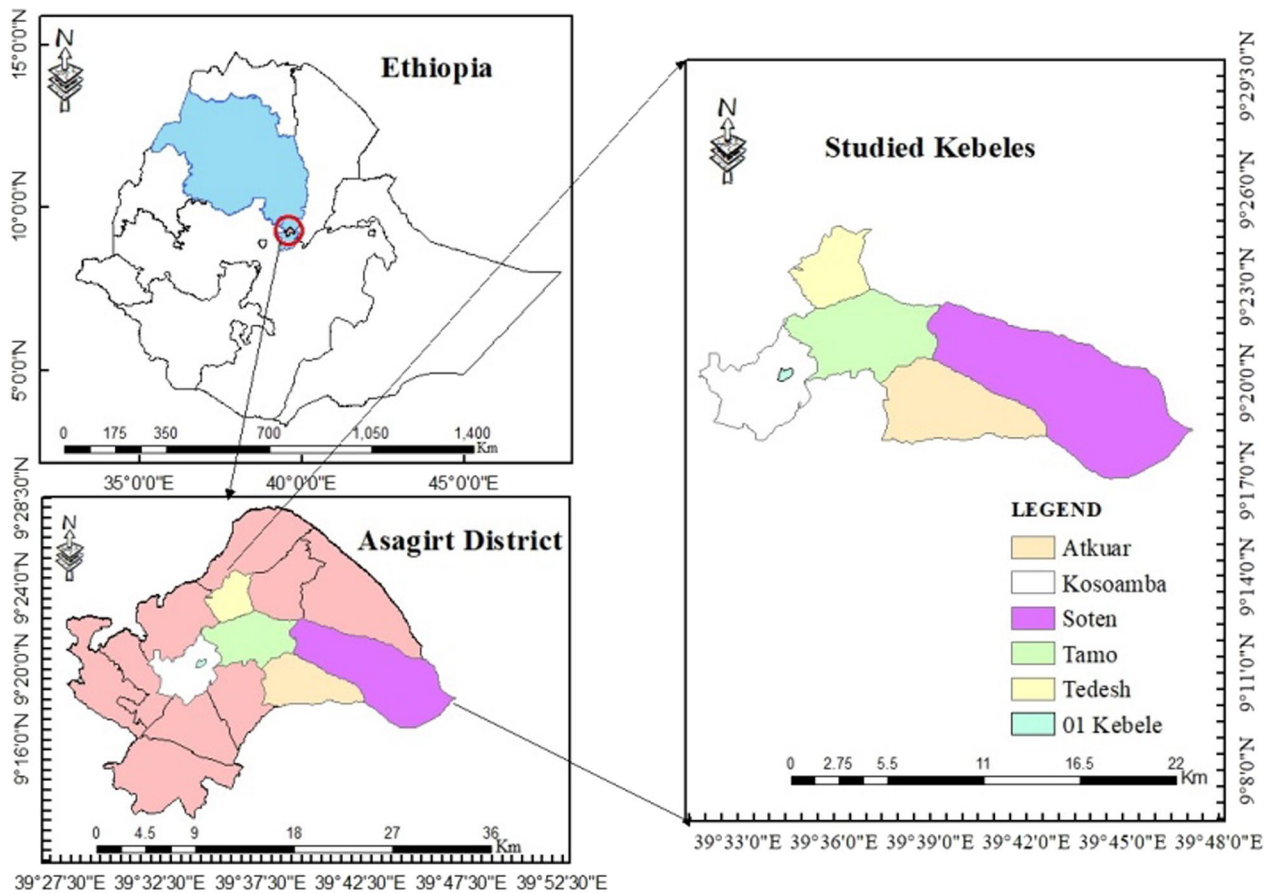 N
Ethiopia
15°0'0"N
10°0'0"N
5°0'0"N
0 175 350 700 1,050 1,400
Km
35°0'0"E 40°0'0"E 45°0'0"E
N
Asagirt District
9°28'30"N
9°24'0"N
9°20'0"N
9°16'0"N
0 4.5 9 18 27 36
Km
39°27'30"E 39°32'30"E 39°37'30"E 39°42'30"E 39°47'30"E 39°52'30"E
N
Studied Kebeles
9°29'30"N
9°26'0"N
9°23'0"N
9°20'0"N
9°17'0"N
9°14'0"N
9°11'0"N
9°8'0"N
LEGEND
Atkuar
Kosoamba
Soten
Tamo
Tedesh
01 Kebele
0 2.75 5.5 11 16.5 22
Km
39°33'0"E 39°36'0"E 39°39'0"E 39°42'0"E 39°45'0"E 39°48'0"E